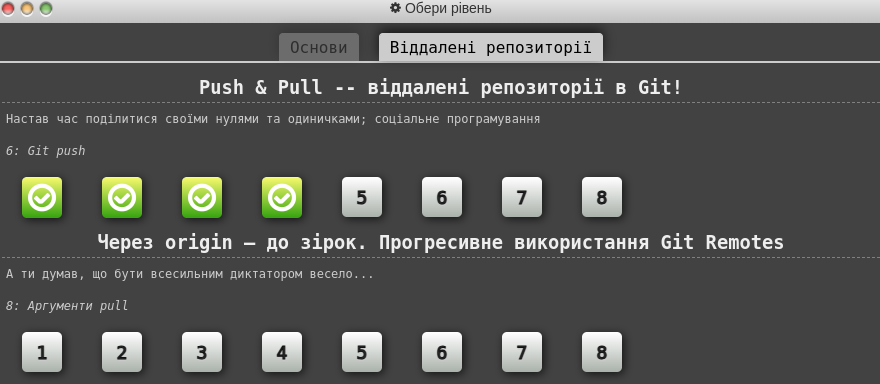 Обери рівень
Основи Віддалені репозиторії
Push & Pull -- віддалені репозиторії в Git!
Настав час поділитися своїми нулями та одиничками; соціальне програмування
6: Git push
5 6 7 8
Через origin – до зірок. Прогресивне використання Git Remotes
А ти думав, що бути всесильним диктатором весело...
8: Аргументи pull
1 2 3 4 5 6 7 8